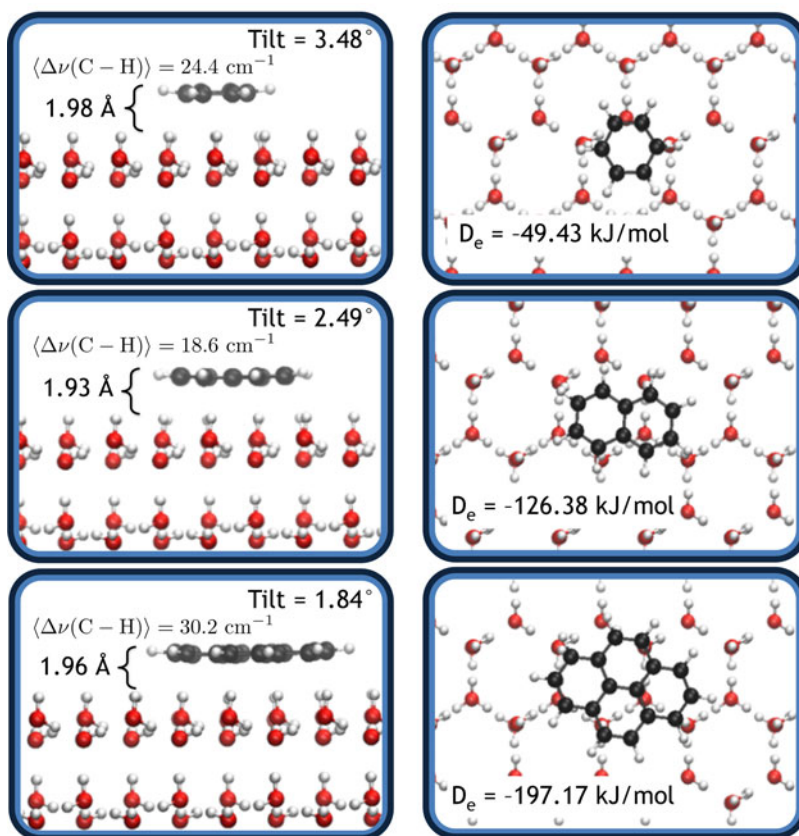 Tilt = 3.48°
⟨Δν(C − H)⟩ = 24.4 cm⁻¹
1.98 Å
Dₑ = -49.43 kJ/mol
Tilt = 2.49°
⟨Δν(C − H)⟩ = 18.6 cm⁻¹
1.93 Å
Dₑ = -126.38 kJ/mol
Tilt = 1.84°
⟨Δν(C − H)⟩ = 30.2 cm⁻¹
1.96 Å
Dₑ = -197.17 kJ/mol